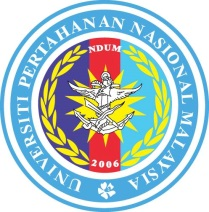 UNIVERSITI PERTAHANAN NASIONAL MALAYSIA
NDUM
2006